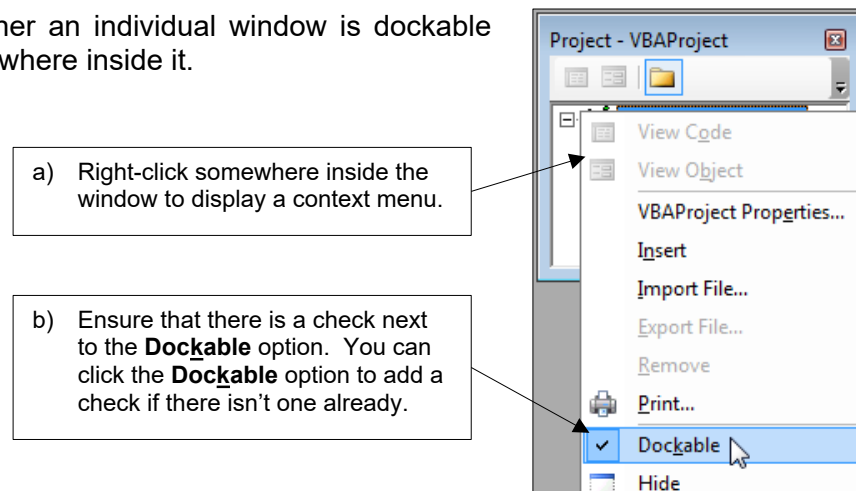 ner an individual window is dockable
where inside it.
a) Right-click somewhere inside the
window to display a context menu.
b) Ensure that there is a check next
to the Dockable option. You can
click the Dockable option to add a
check if there isn’t one already.
Project - VBAProject
View Code
View Object
VBAProject Properties...
Insert
Import File...
Export File...
Remove
Print...
Dockable
Hide